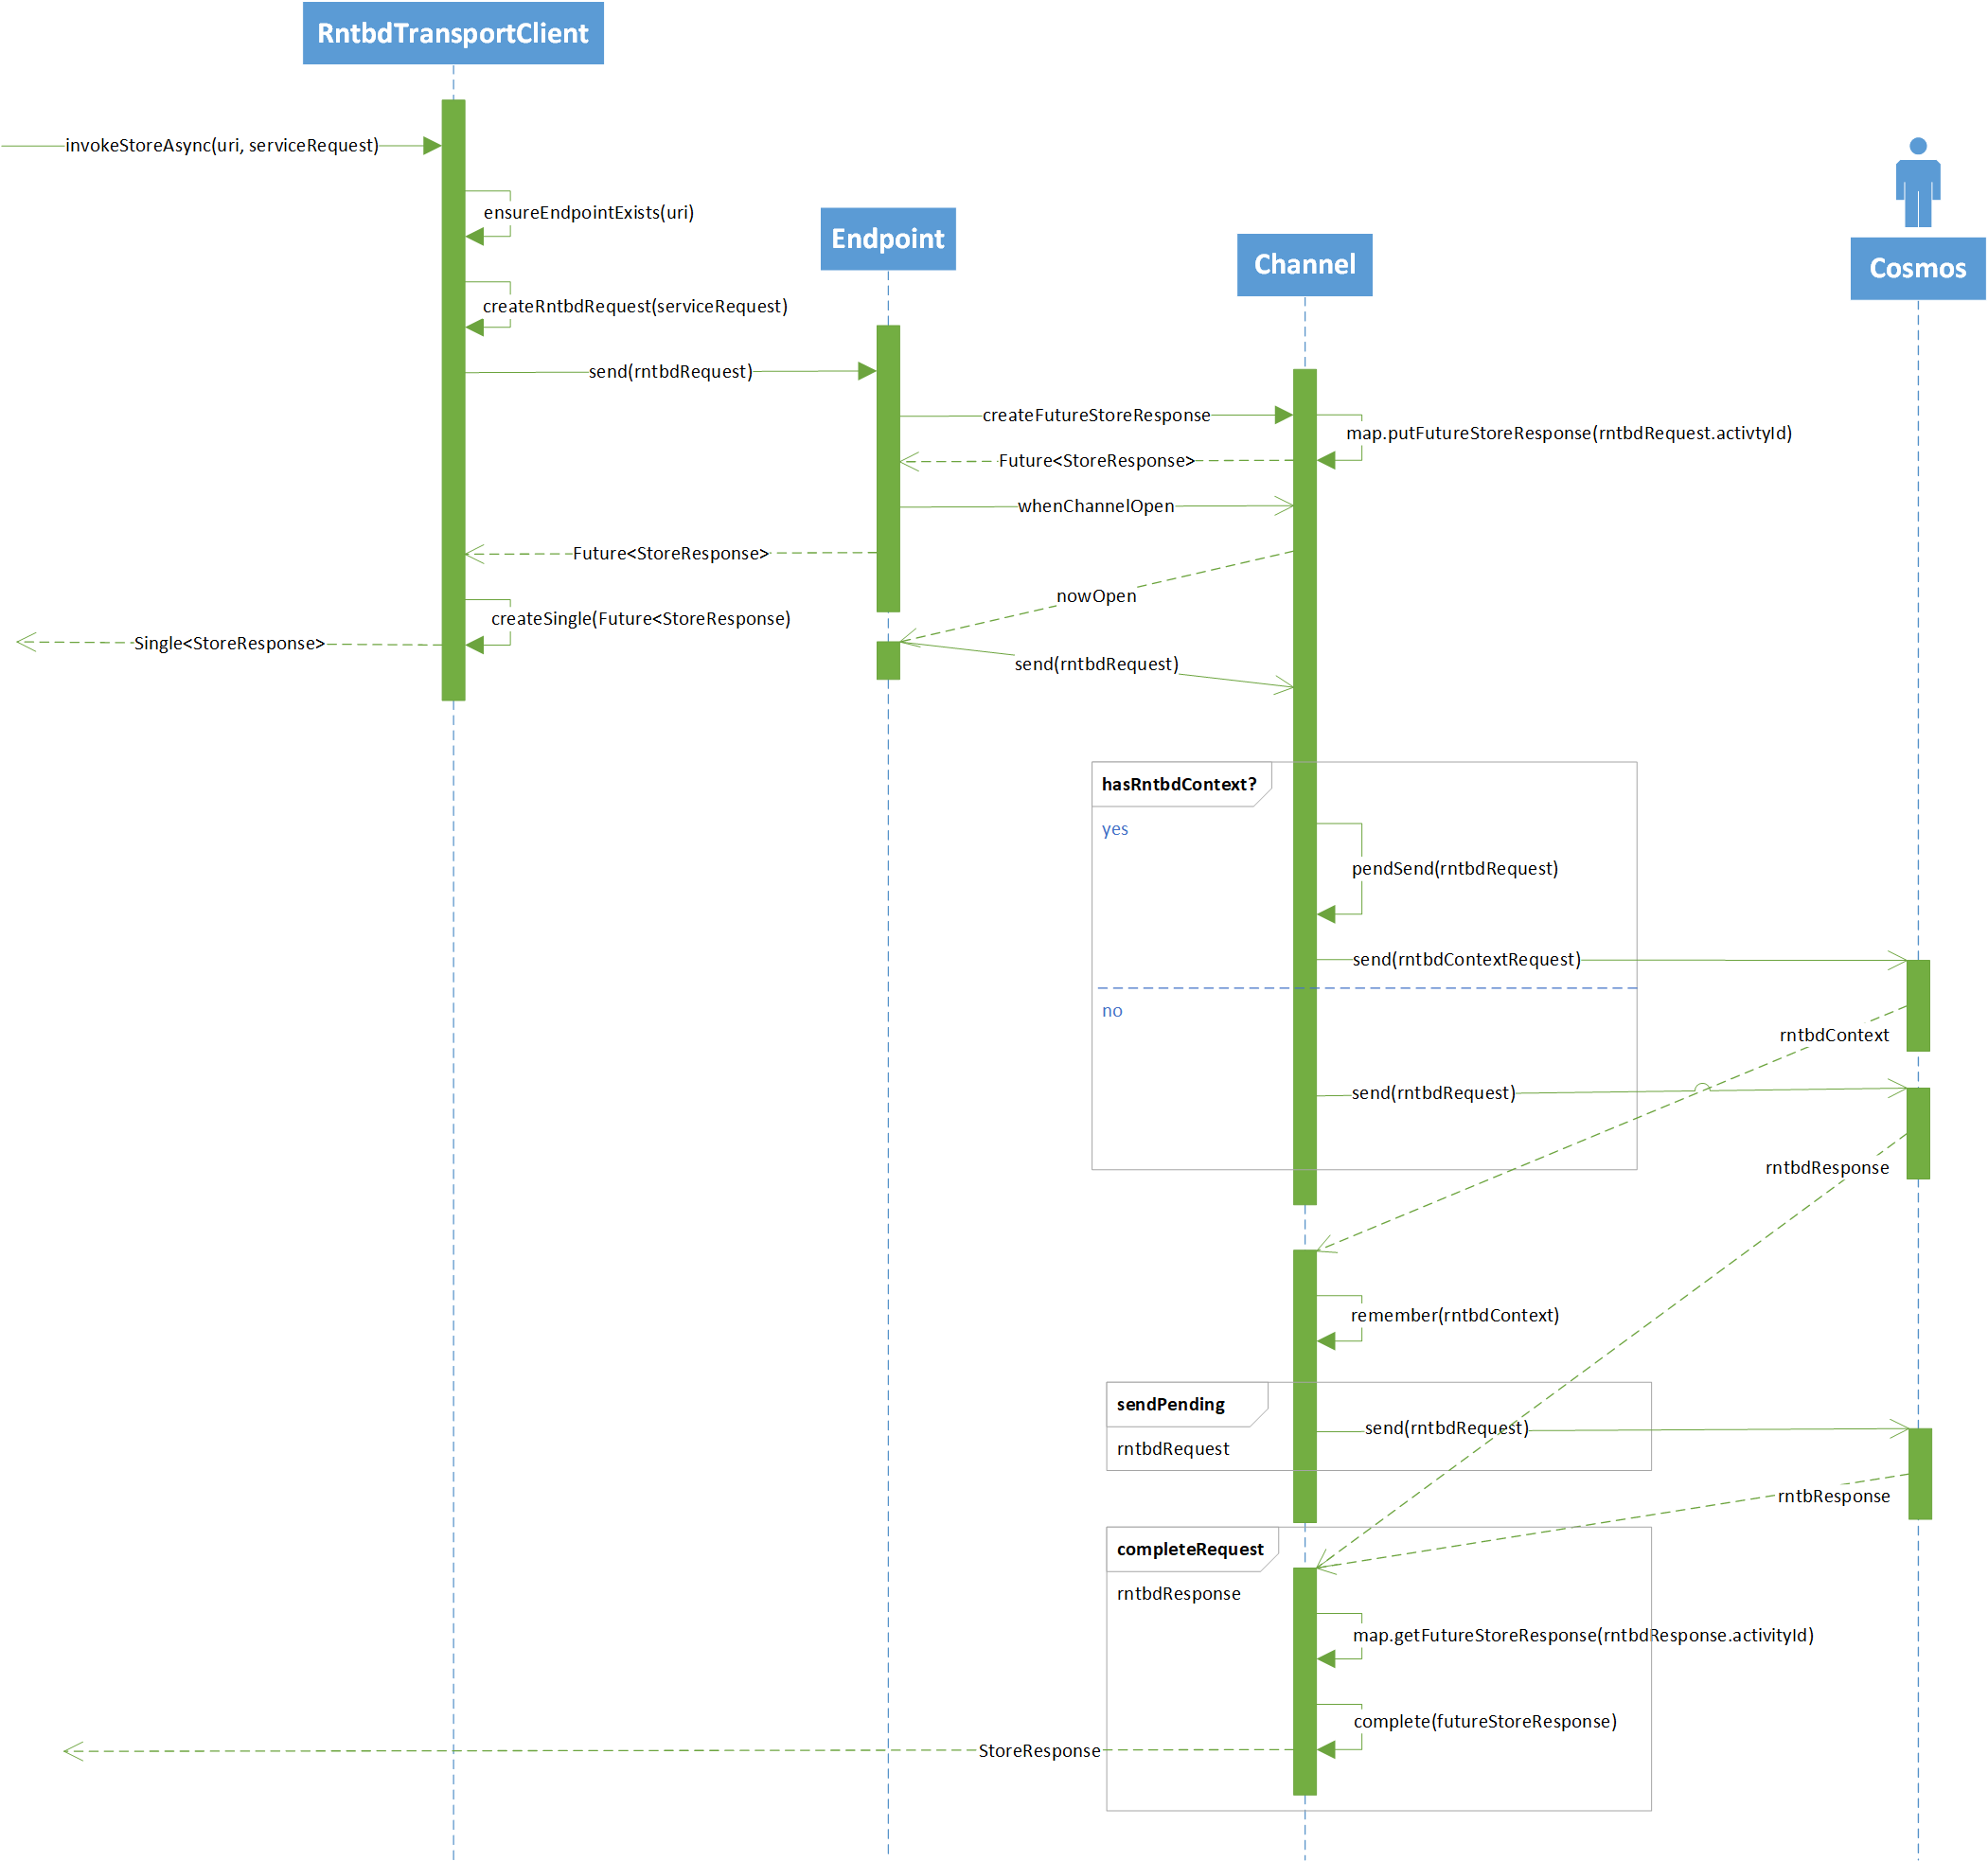 RntbdTransportClient
invokeStoreAsync(uri, serviceRequest)
ensureEndpointExists(uri)
Endpoint
Channel
Cosmos
createRntbdRequest(serviceRequest)
send(rntbdRequest)
createFutureStoreResponse
map.putFutureStoreResponse(rntbdRequest.activtyId)
Future<StoreResponse>
whenChannelOpen
Future<StoreResponse>
nowOpen
createSingle(Future<StoreResponse)
Single<StoreResponse>
send(rntbdRequest)
hasRntbdContext?
yes
pendSend(rntbdRequest)
send(rntbdContextRequest)
no
rntbdContext
send(rntbdRequest)
rntbdResponse
remember(rntbdContext)
sendPending
send(rntbdRequest)
rntbdRequest
rntbResponse
completeRequest
rntbdResponse
map.getFutureStoreResponse(rntbdResponse.activityId)
complete(futureStoreResponse)
StoreResponse